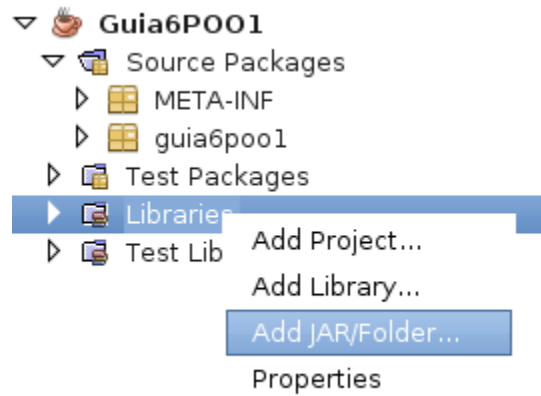 Guia6POO1
Source Packages
META-INF
guia6poo1
Test Packages
Libraries
Test Lib
Add Project...
Add Library...
Add JAR/Folder...
Properties